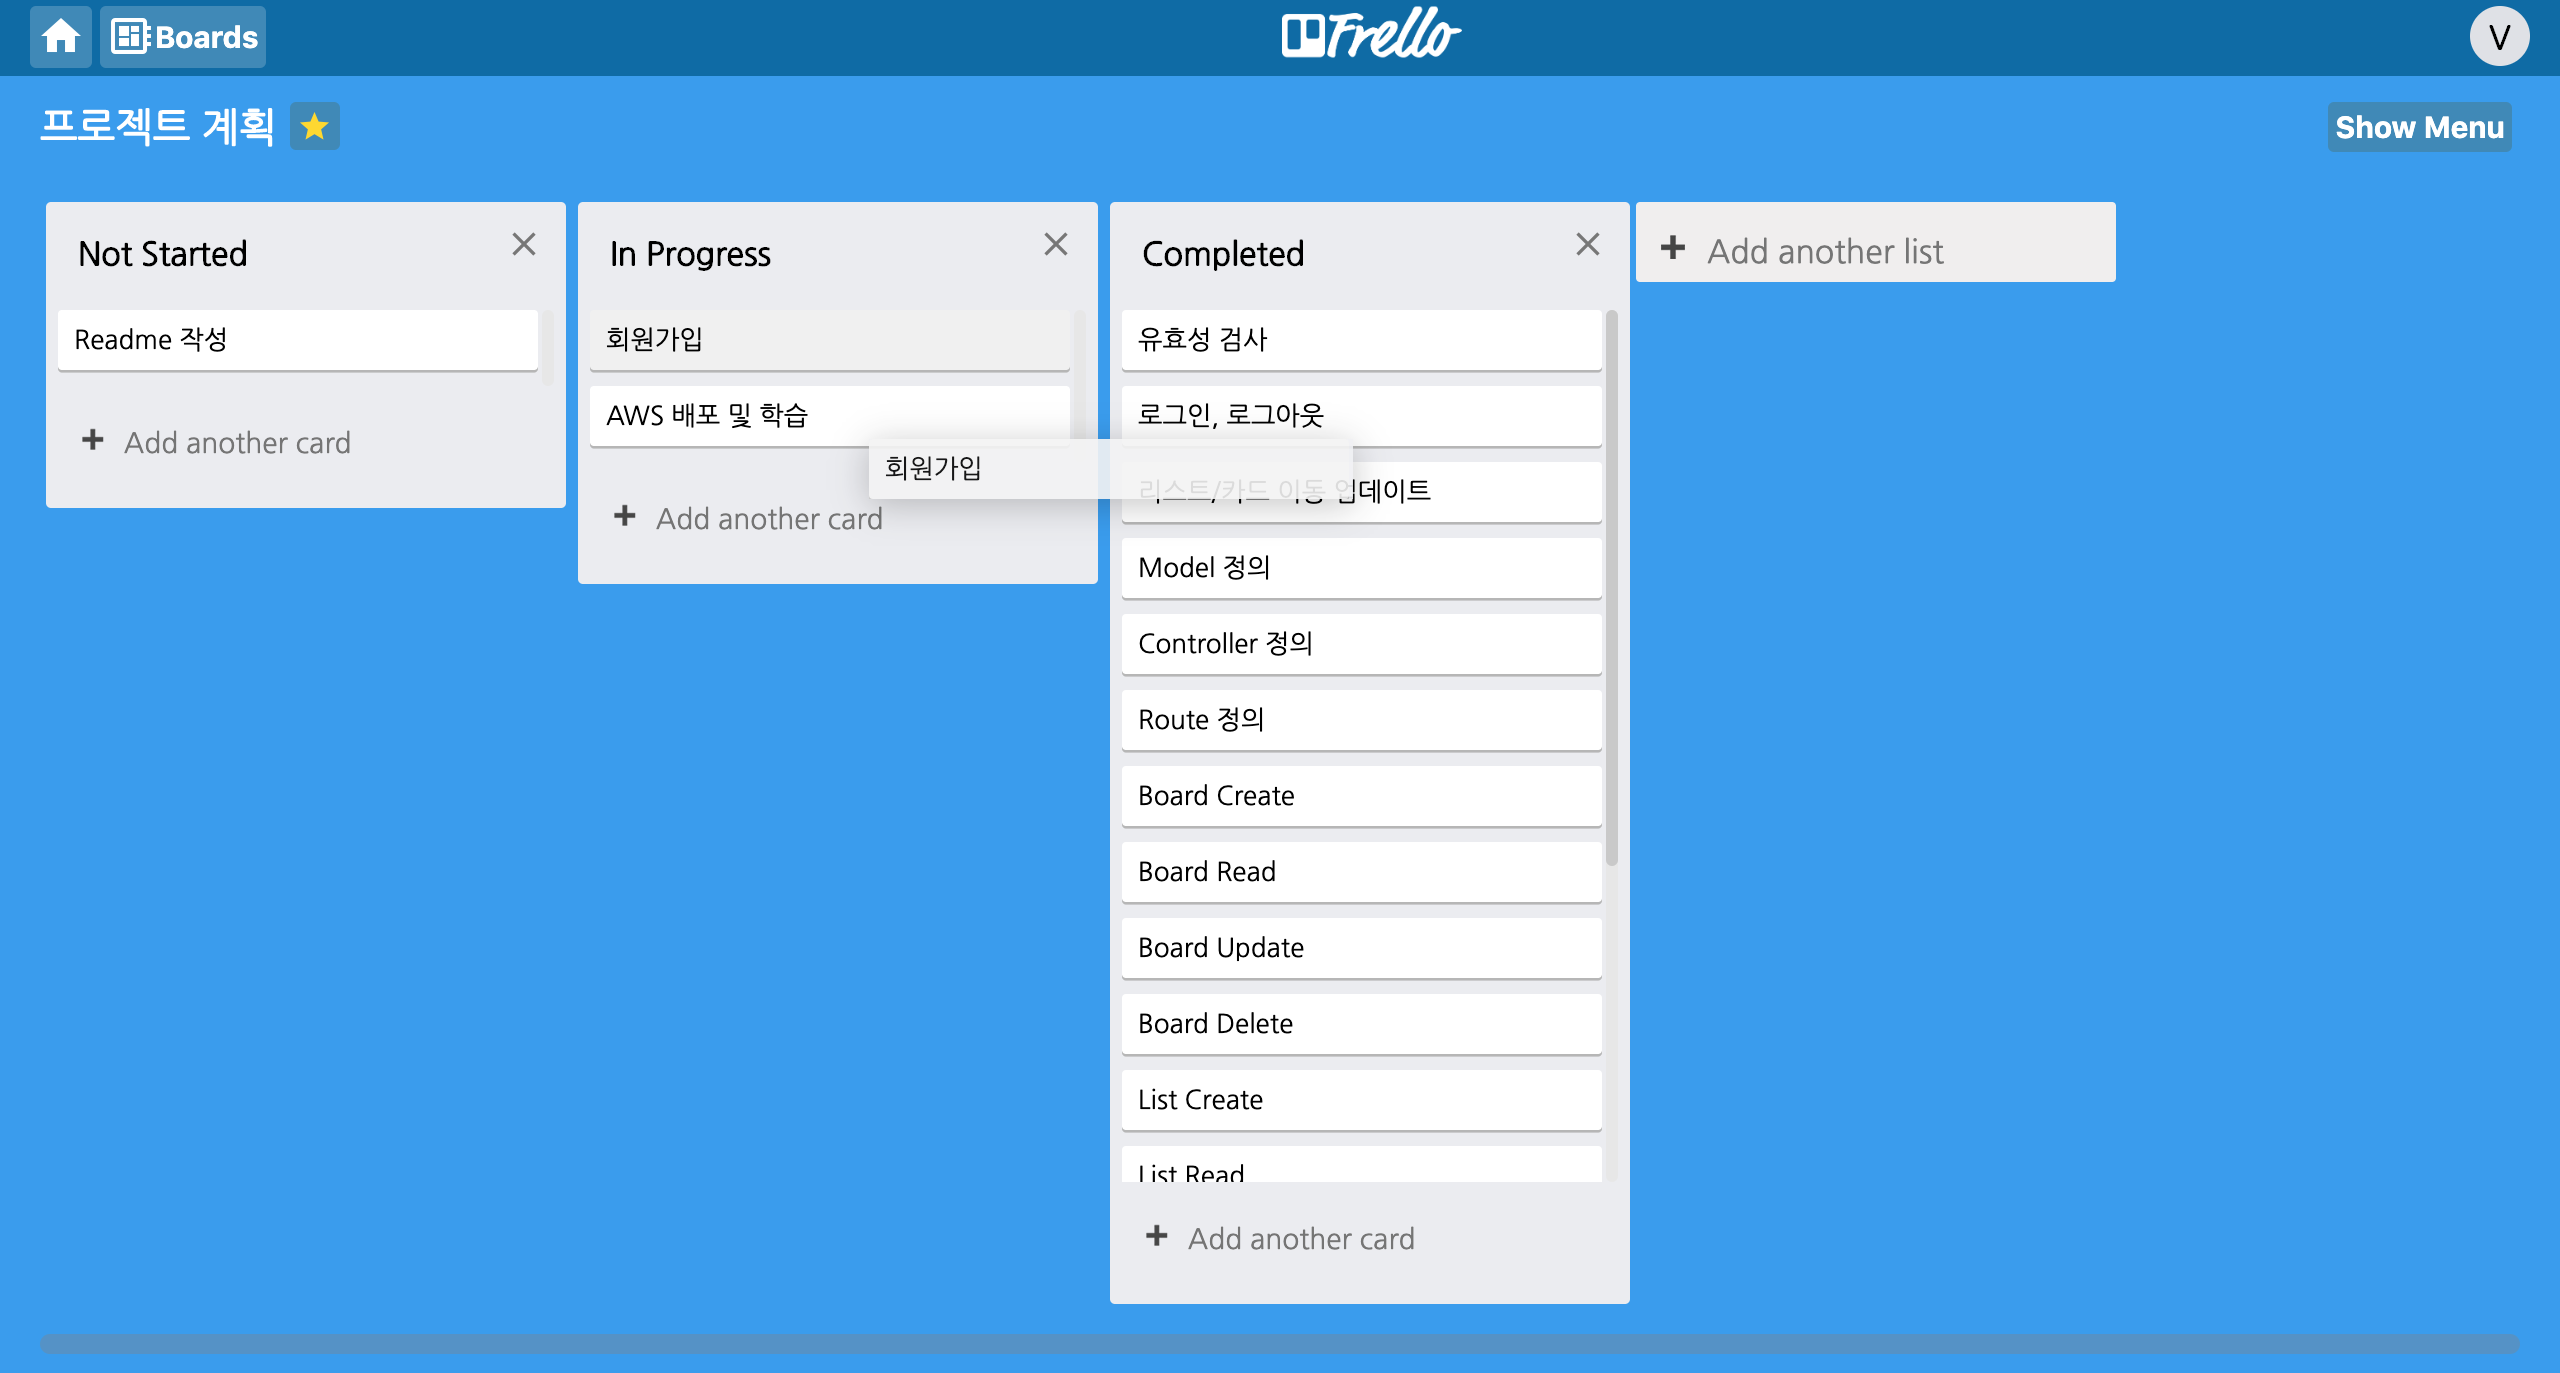 Boards
Frello
V
프로젝트 계획
Show Menu
Not Started
Readme 작성
Add another card
In Progress
회원가입
AWS 배포 및 학습
회원가입
Add another card
Completed
유효성 검사
로그인, 로그아웃
리스트/카드 이동 업데이트
Model 정의
Controller 정의
Route 정의
Board Create
Board Read
Board Update
Board Delete
List Create
List Read
Add another card
Add another list